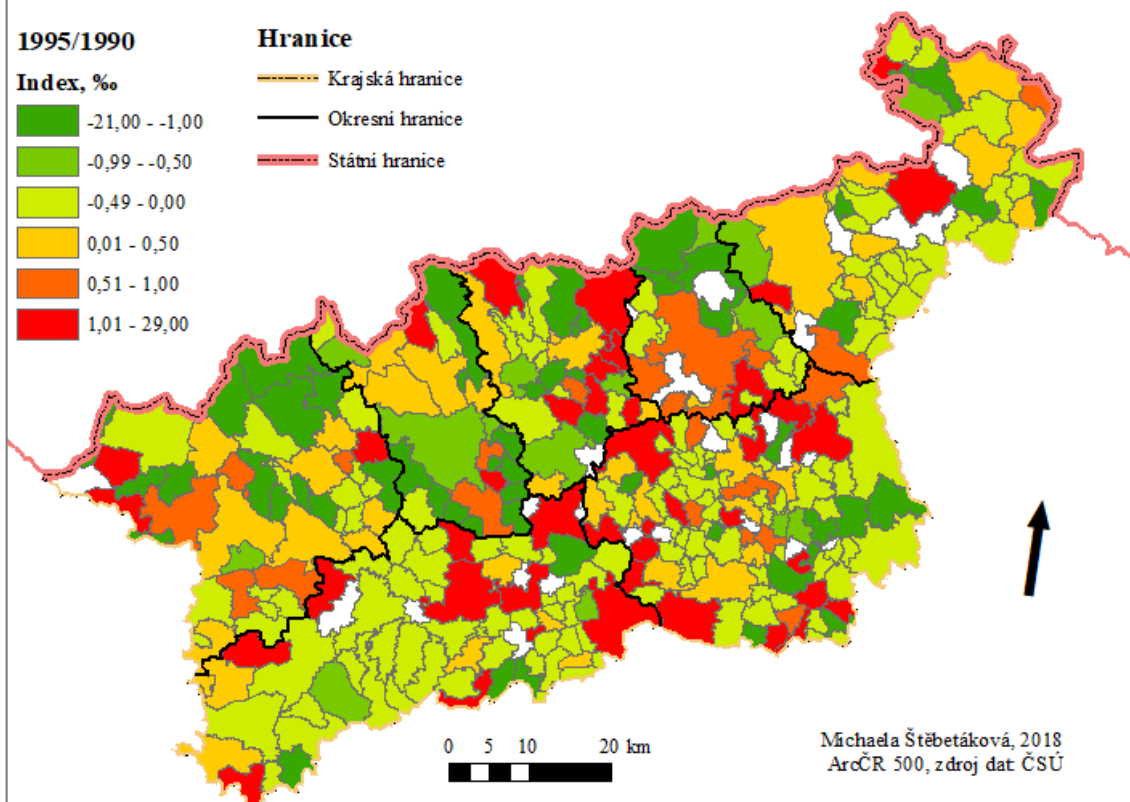 1995/1990
Index, ‰
-21,00 - -1,00
-0,99 - -0,50
-0,49 - 0,00
0,01 - 0,50
0,51 - 1,00
1,01 - 29,00
Hranice
Krajská hranice
Okresní hranice
Státní hranice
0 5 10 20 km
Michaela Štěbetáková, 2018
ArcČR 500, zdroj dat: ČSÚ